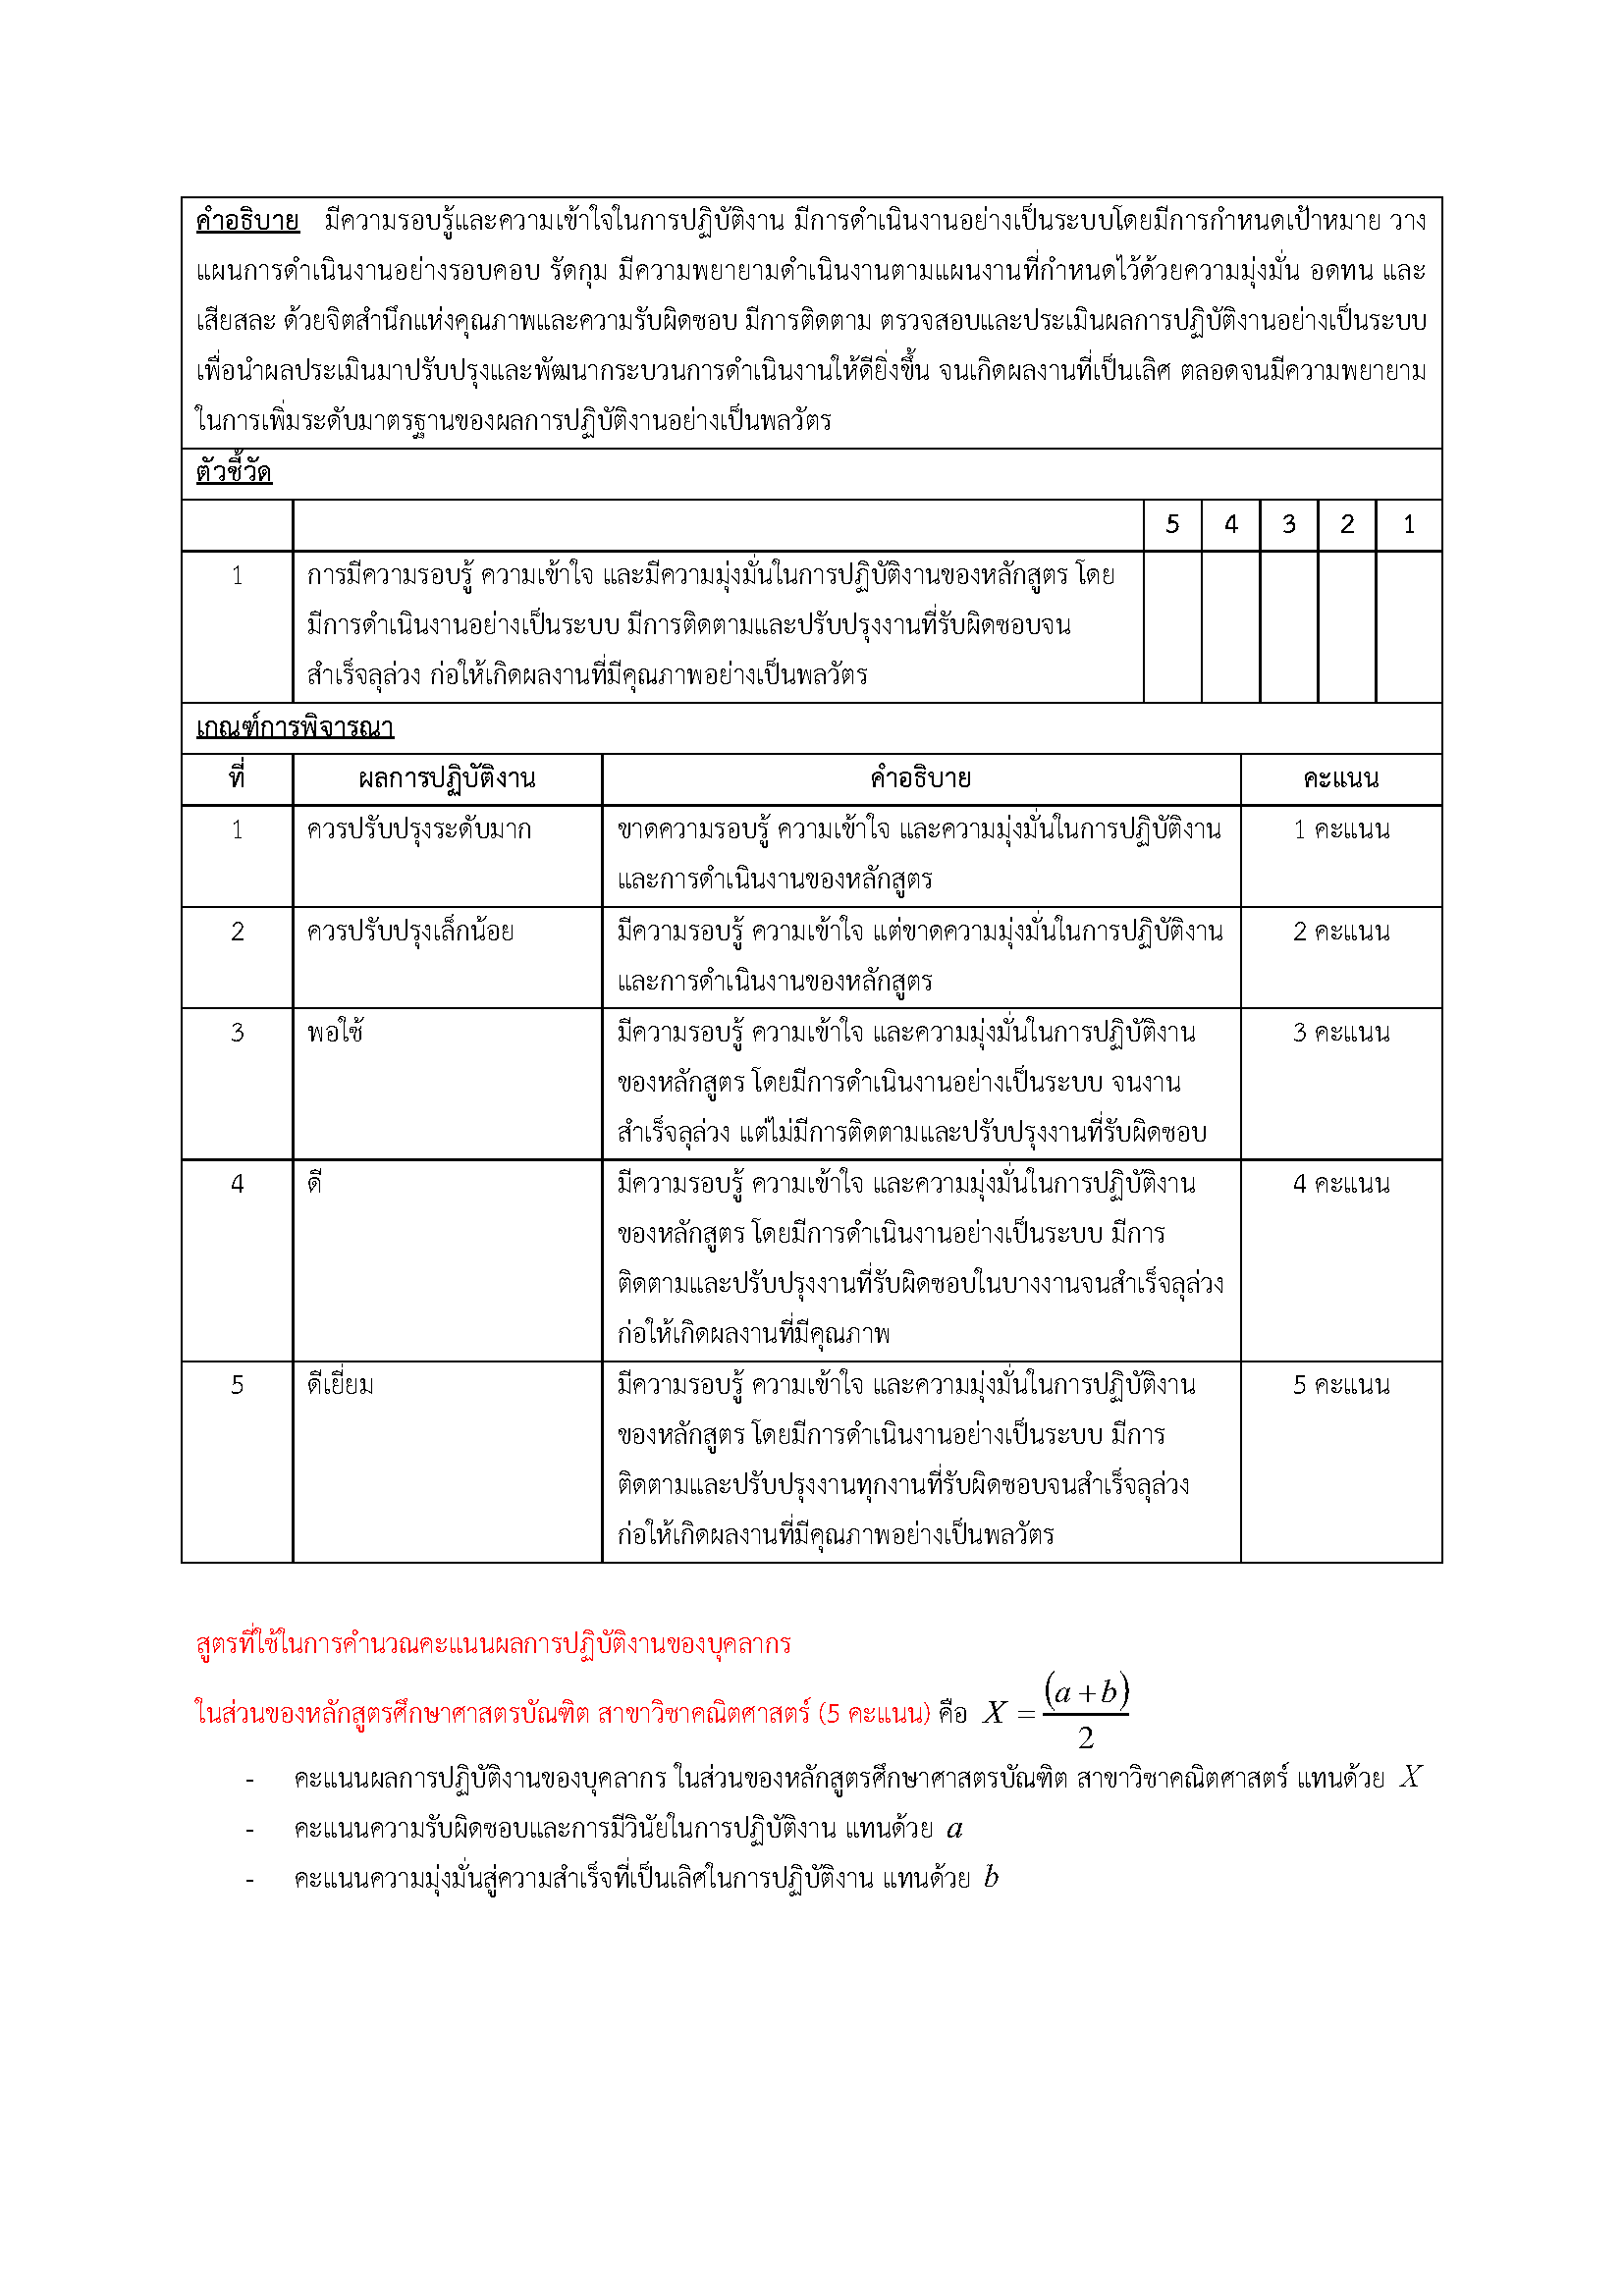 คำอธิบาย มีความรอบรู้และความเข้าใจในการปฏิบัติงาน มีการดำเนินงานอย่างเป็นระบบโดยมีการกำหนดเป้าหมาย วาง
แผนการดำเนินงานอย่างรอบคอบ รัดกุม มีความพยายามดำเนินงานตามแผนงานที่กำหนดไว้ด้วยความมุ่งมั่น อดทน และ
เสียสละ ด้วยจิตสำนึกแห่งคุณภาพและความรับผิดชอบ มีการติดตาม ตรวจสอบและประเมินผลการปฏิบัติงานอย่างเป็นระบบ
เพื่อนำผลประเมินมาปรับปรุงและพัฒนากระบวนการดำเนินงานให้ดียิ่งขึ้น จนเกิดผลงานที่เป็นเลิศ ตลอดจนมีความพยายาม
ในการเพิ่มระดับมาตรฐานของผลการปฏิบัติงานอย่างเป็นพลวัตร
ตัวชี้วัด
5 4 3 2 1
1 การมีความรอบรู้ ความเข้าใจ และมีความมุ่งมั่นในการปฏิบัติงานของหลักสูตร โดย
มีการดำเนินงานอย่างเป็นระบบ มีการติดตามและปรับปรุงงานที่รับผิดชอบจน
สำเร็จลุล่วง ก่อให้เกิดผลงานที่มีคุณภาพอย่างเป็นพลวัตร
เกณฑ์การพิจารณา
ที่ ผลการปฏิบัติงาน คำอธิบาย คะแนน
1 ควรปรับปรุงระดับมาก ขาดความรอบรู้ ความเข้าใจ และความมุ่งมั่นในการปฏิบัติงาน 1 คะแนน
และการดำเนินงานของหลักสูตร
2 ควรปรับปรุงเล็กน้อย มีความรอบรู้ ความเข้าใจ แต่ขาดความมุ่งมั่นในการปฏิบัติงาน 2 คะแนน
และการดำเนินงานของหลักสูตร
3 พอใช้ มีความรอบรู้ ความเข้าใจ และความมุ่งมั่นในการปฏิบัติงาน 3 คะแนน
ของหลักสูตร โดยมีการดำเนินงานอย่างเป็นระบบ จนงาน
สำเร็จลุล่วง แต่ไม่มีการติดตามและปรับปรุงงานที่รับผิดชอบ
4 ดี มีความรอบรู้ ความเข้าใจ และความมุ่งมั่นในการปฏิบัติงาน 4 คะแนน
ของหลักสูตร โดยมีการดำเนินงานอย่างเป็นระบบ มีการ
ติดตามและปรับปรุงงานที่รับผิดชอบในบางงานจนสำเร็จลุล่วง
ก่อให้เกิดผลงานที่มีคุณภาพ
5 ดีเยี่ยม มีความรอบรู้ ความเข้าใจ และความมุ่งมั่นในการปฏิบัติงาน 5 คะแนน
ของหลักสูตร โดยมีการดำเนินงานอย่างเป็นระบบ มีการ
ติดตามและปรับปรุงงานทุกงานที่รับผิดชอบจนสำเร็จลุล่วง
ก่อให้เกิดผลงานที่มีคุณภาพอย่างเป็นพลวัตร
สูตรที่ใช้ในการคำนวณคะแนนผลการปฏิบัติงานของบุคลากร
ในส่วนของหลักสูตรศึกษาศาสตรบัณฑิต สาขาวิชาคณิตศาสตร์ (5 คะแนน) คือ X = (a + b) / 2
- คะแนนผลการปฏิบัติงานของบุคลากร ในส่วนของหลักสูตรศึกษาศาสตรบัณฑิต สาขาวิชาคณิตศาสตร์ แทนด้วย X
- คะแนนความรับผิดชอบและการมีวินัยในการปฏิบัติงาน แทนด้วย a
- คะแนนความมุ่งมั่นสู่ความสำเร็จที่เป็นเลิศในการปฏิบัติงาน แทนด้วย b